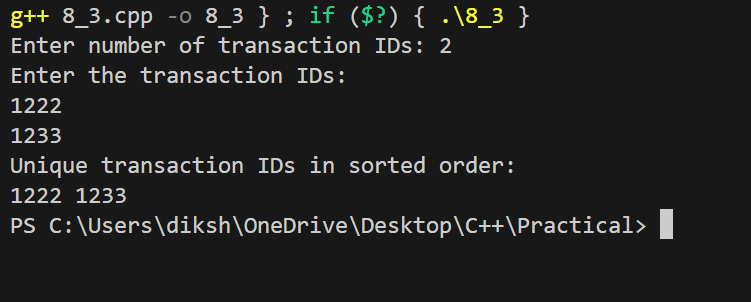 g++ 8_3.cpp -o 8_3 } ; if ($?) { .\8_3 }
Enter number of transaction IDs: 2
Enter the transaction IDs:
1222
1233
Unique transaction IDs in sorted order:
1222 1233
PS C:\Users\diksh\OneDrive\Desktop\C++\Practical>